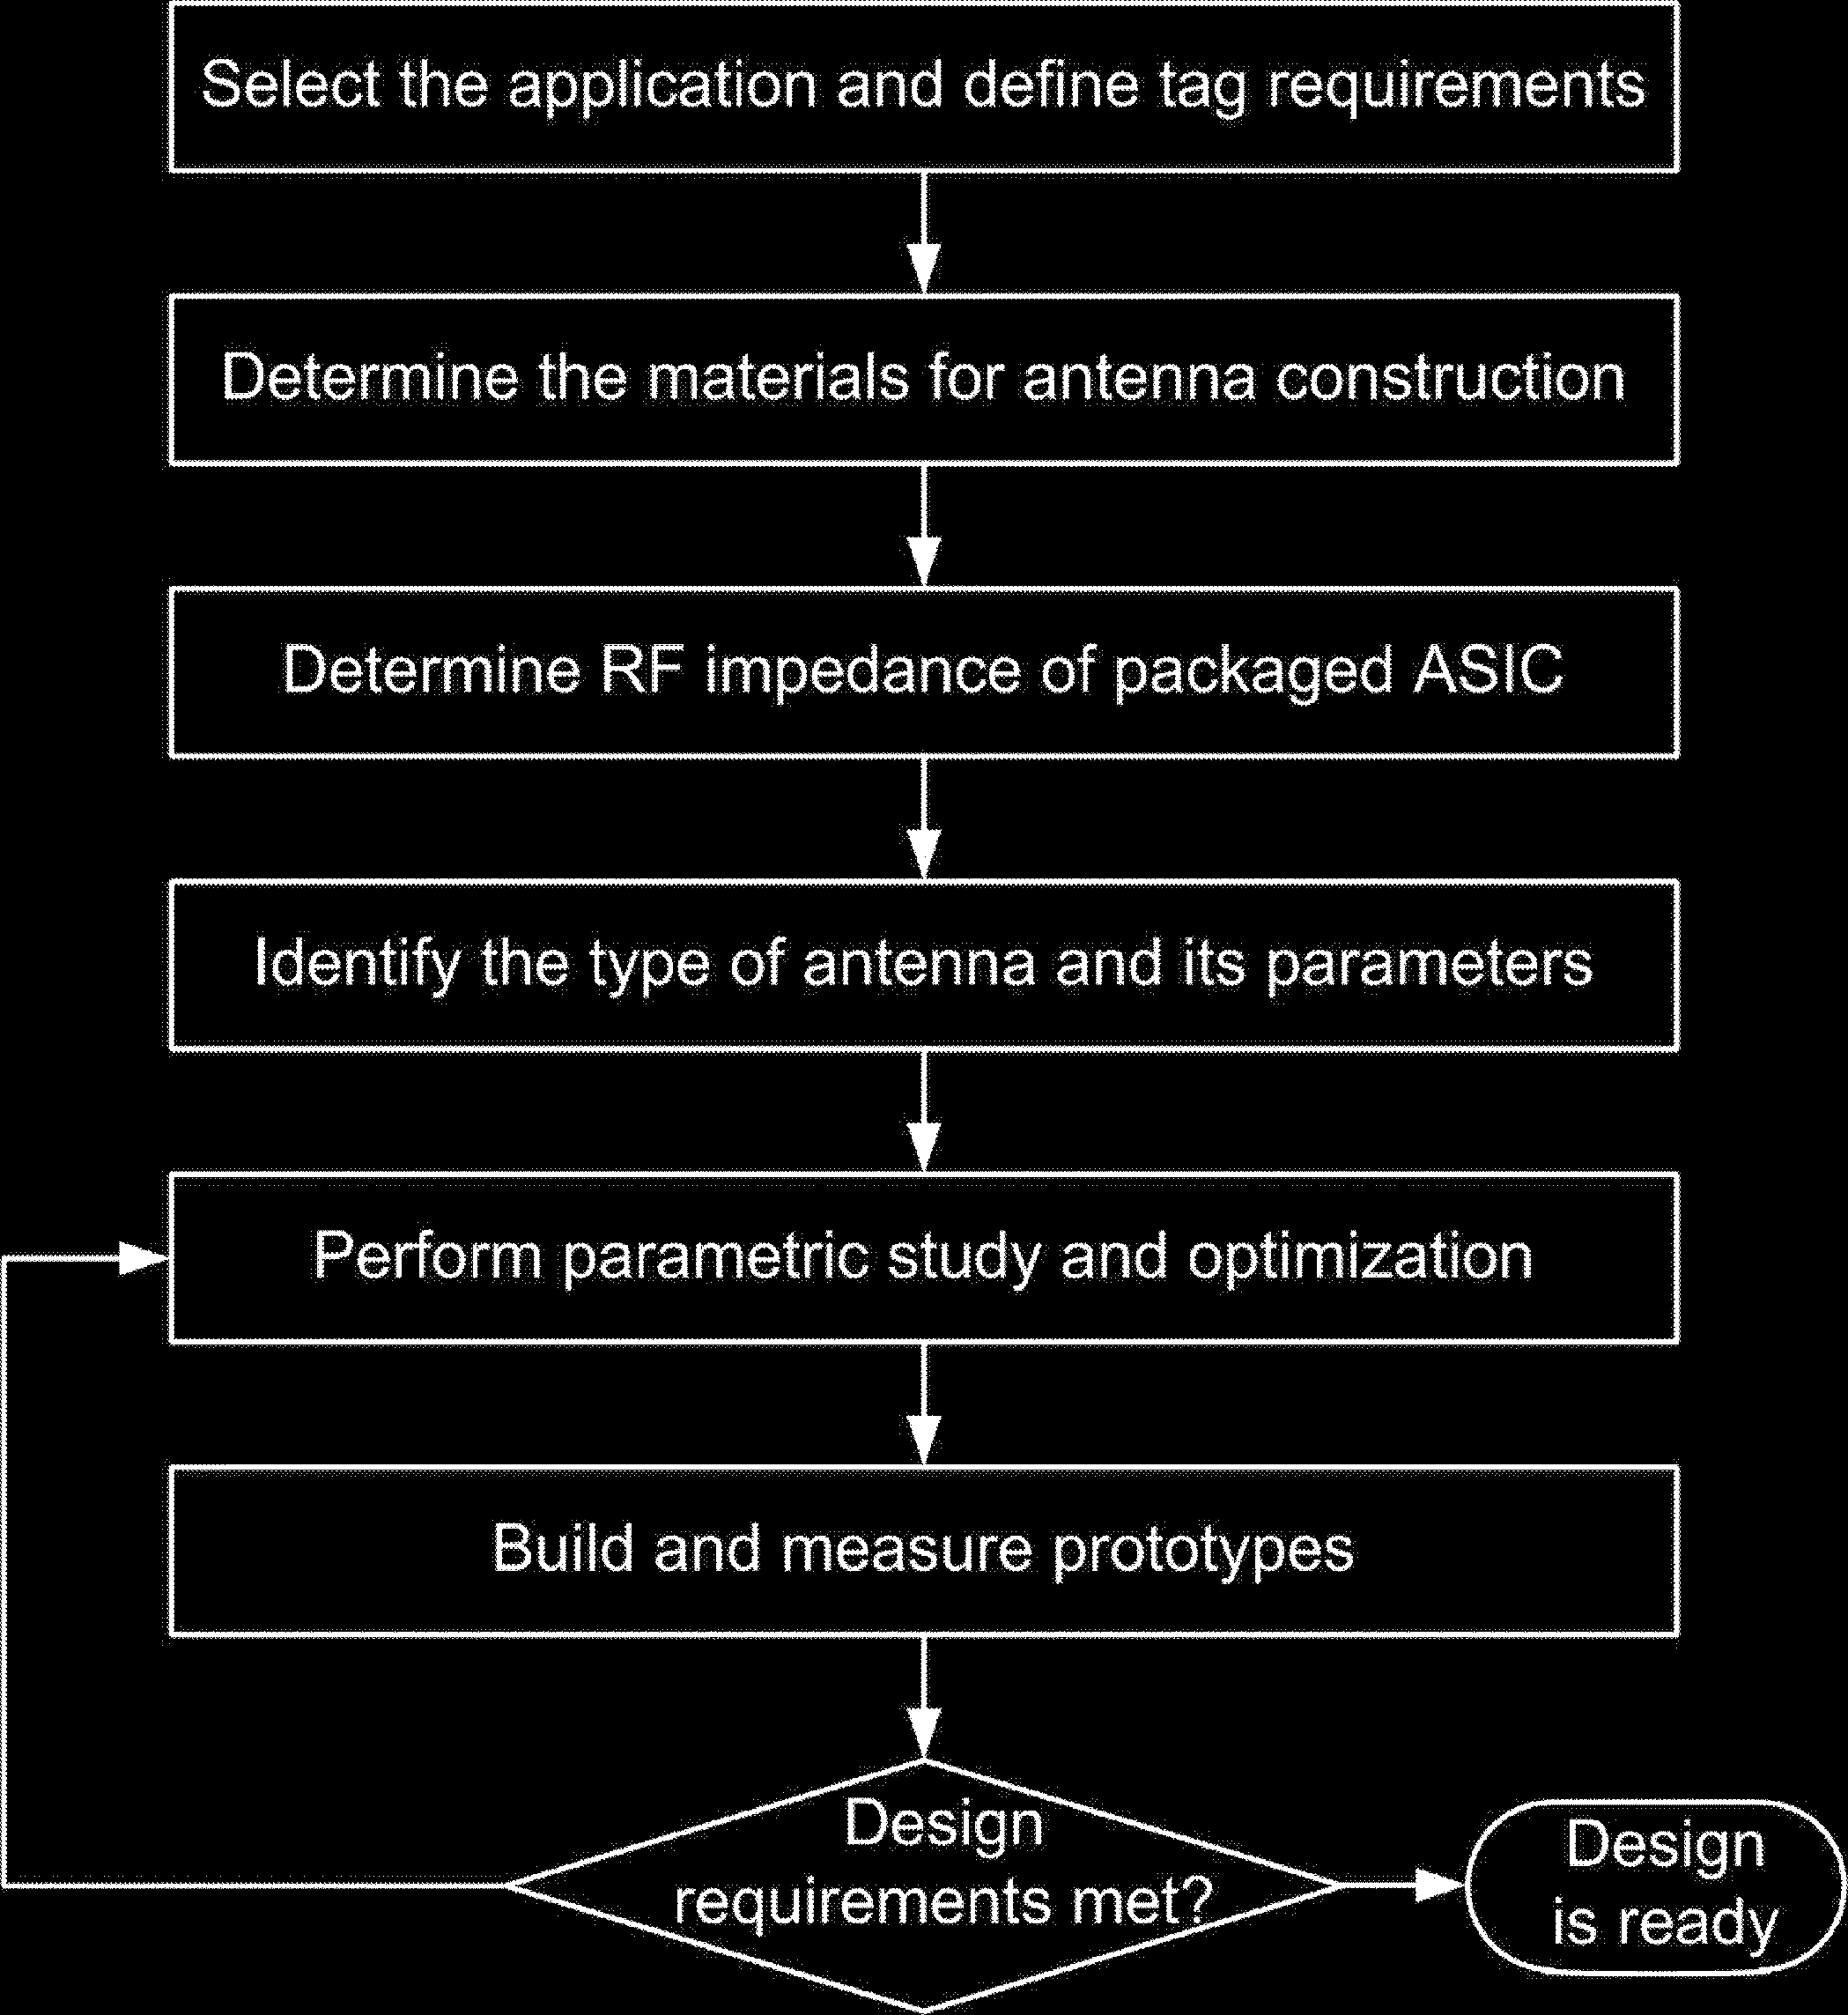 Select the application and define tag requirements
Determine the materials for antenna construction
Determine RF impedance of packaged ASIC
Identify the type of antenna and its parameters
Perform parametric study and optimization
Build and measure prototypes
Design
requirements met?
Design
is ready